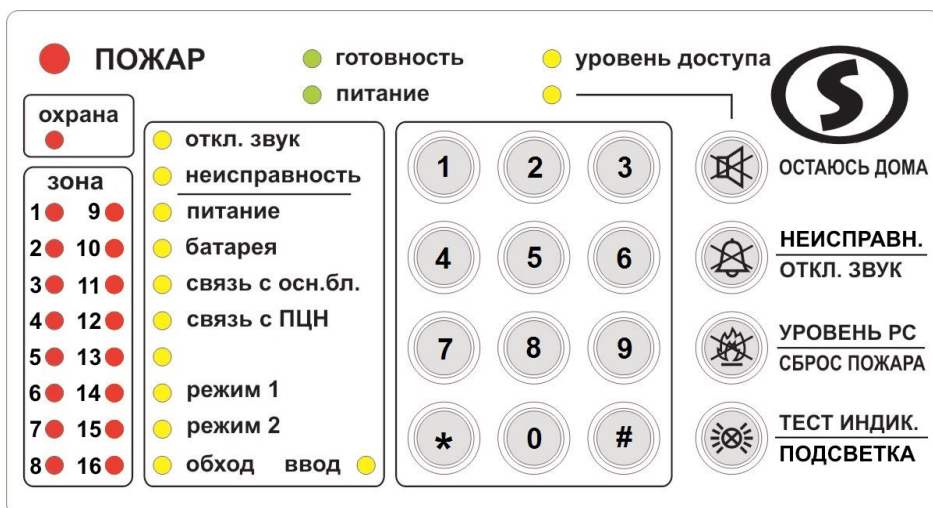 ПОЖАР
готовность
уровень доступа
питание
охрана
зона
1 9
2 10
3 11
4 12
5 13
6 14
7 15
8 16
откл. звук
неисправность
питание
батарея
связь с осн.бл.
связь с ПЦН
режим 1
режим 2
обход ввод
1 2 3
4 5 6
7 8 9
* 0 #
S
ОСТАЮСЬ ДОМА
НЕИСПРАВН.
ОТКЛ. ЗВУК
УРОВЕНЬ РС
СБРОС ПОЖАРА
ТЕСТ ИНДИК.
ПОДСВЕТКА